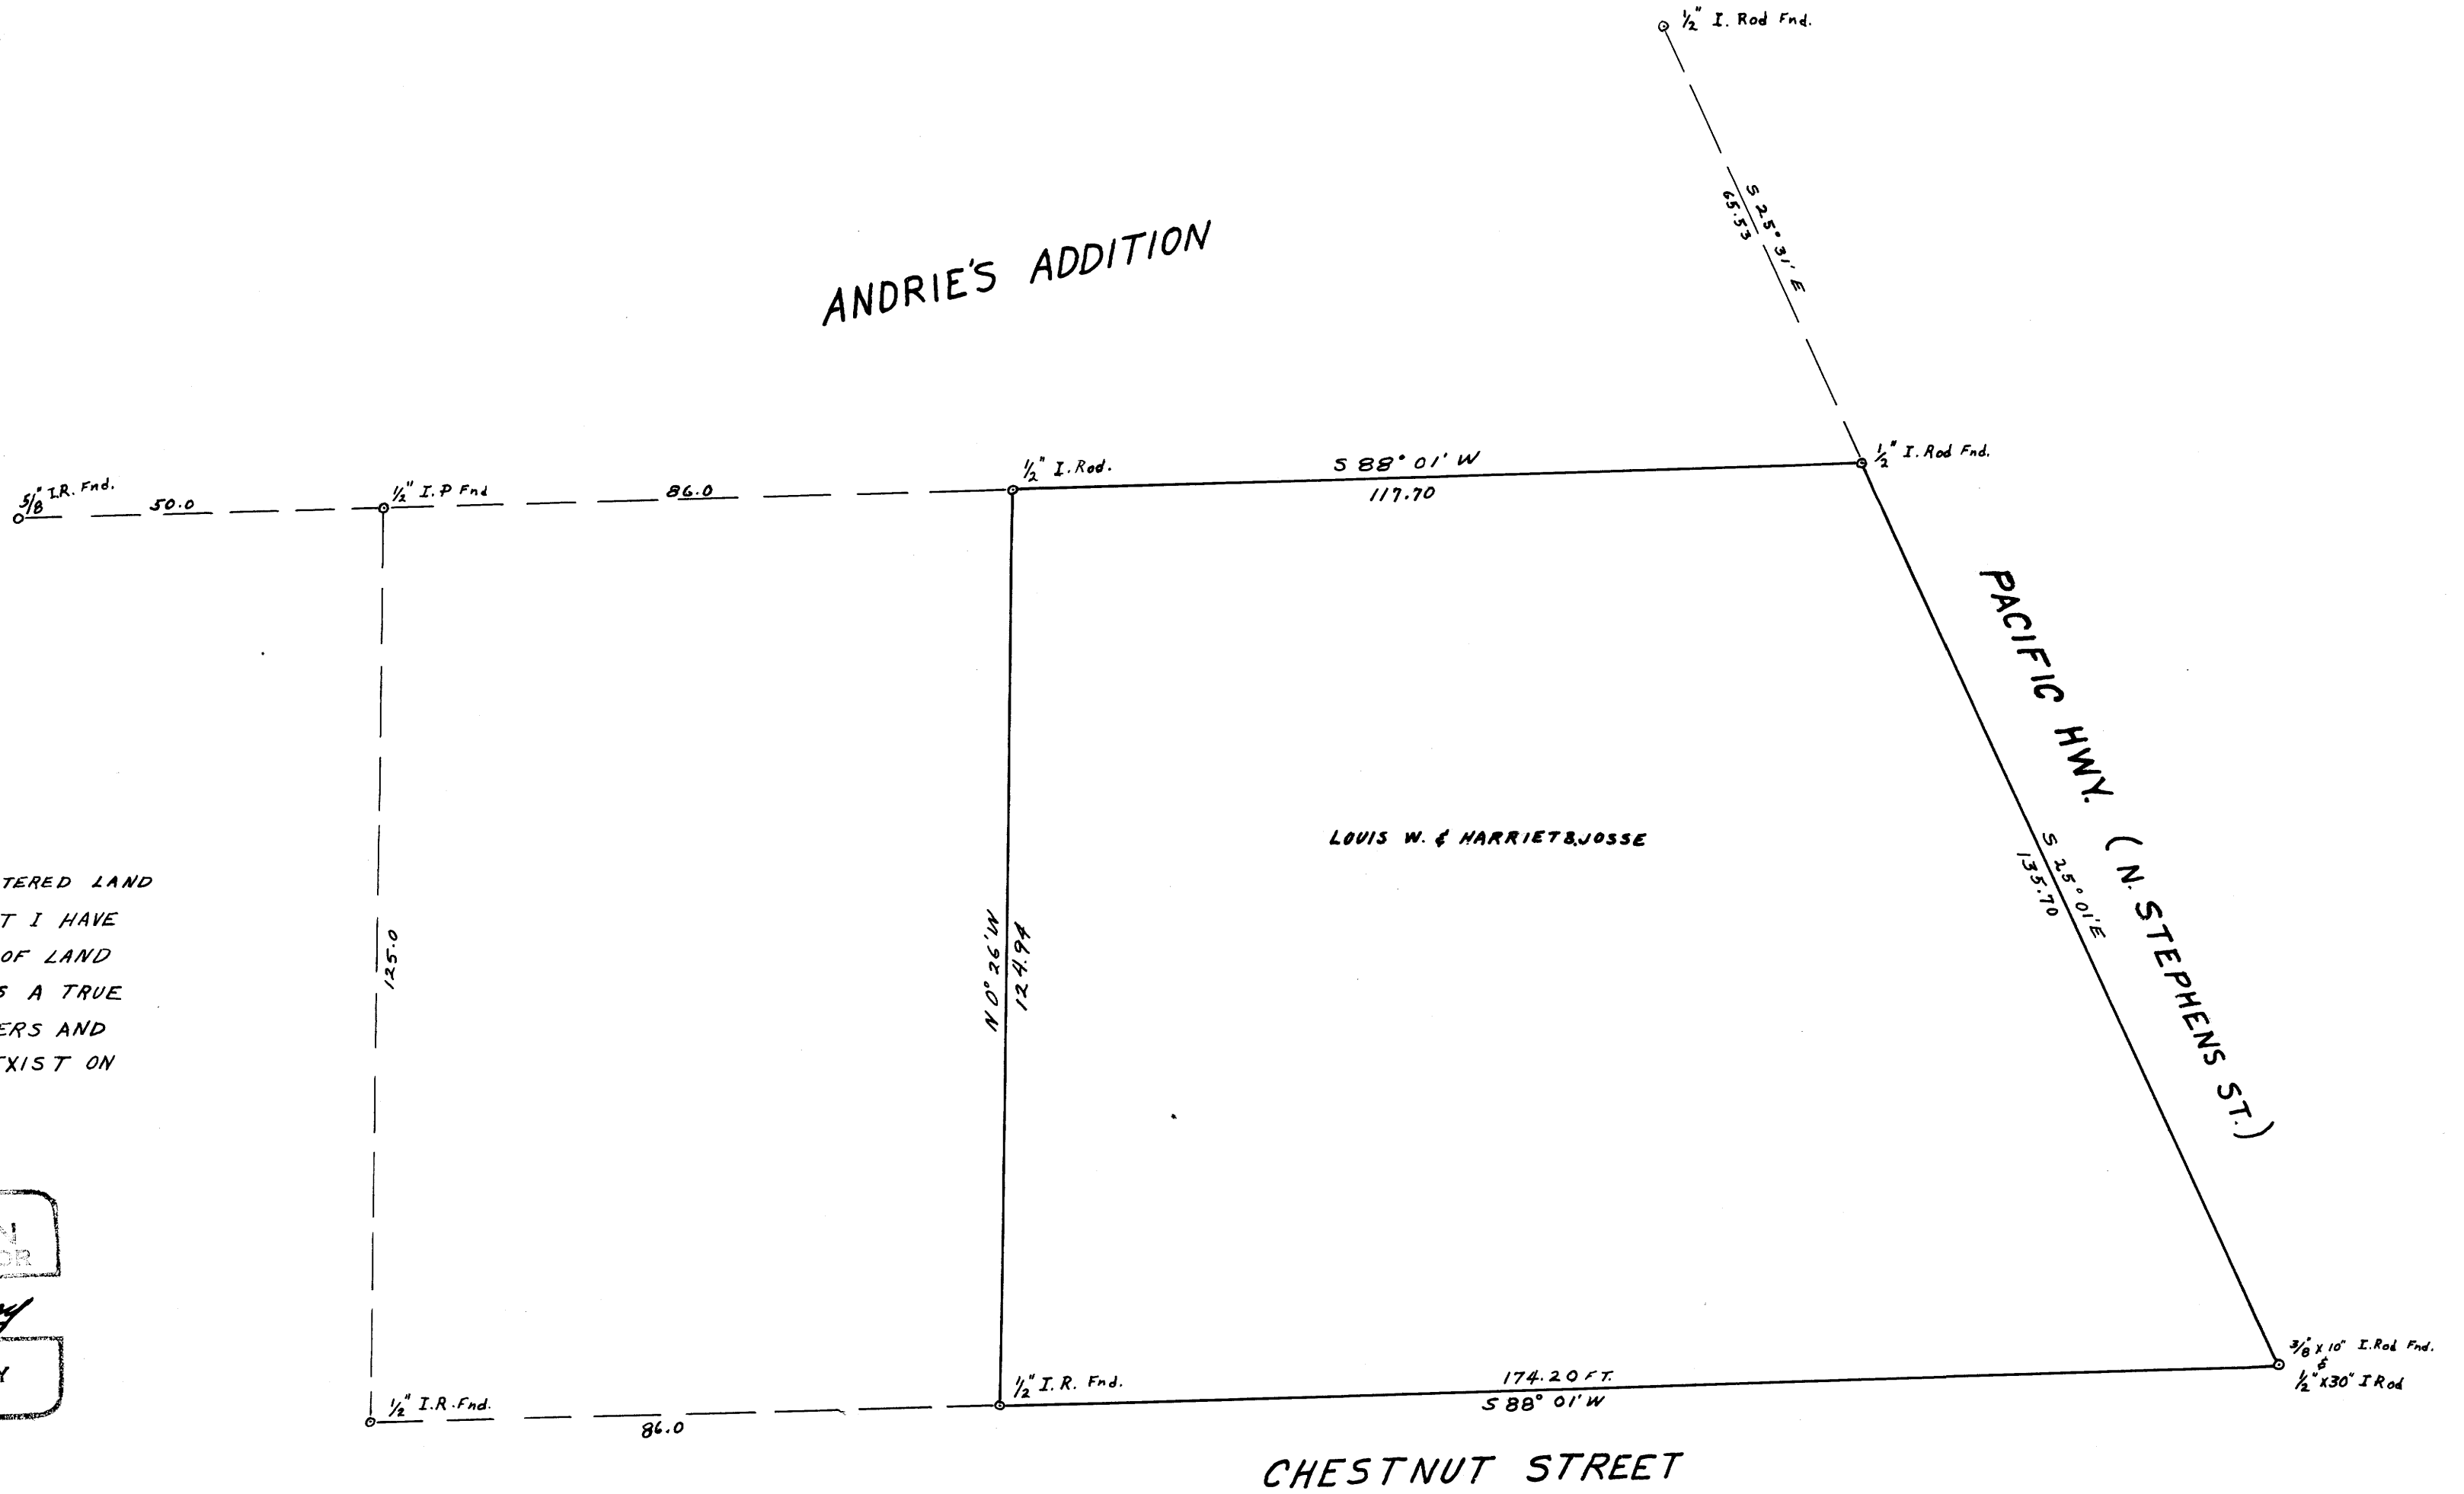 ½" I. Rod Fnd.
S 25° 31' E
65.53
ANDRIE'S ADDITION
5/8" I.R. Fnd.
50.0
½" I. P Fnd
86.0
½" I. Rod.
S 88° 01' W
117.70
½" I. Rod Fnd.
PACIFIC HWY. (N. STEPHENS ST.)
S 25° 01' E
135.70
LOUIS W. & HARRIET B. JOSSE
N 0° 26' W
124.94
125.0
TERED LAND
T I HAVE
OF LAND
S A TRUE
ERS AND
EXIST ON
N
OR
Y
½" I.R. Fnd.
86.0
½" I. R. Fnd.
174.20 FT.
S 88° 01' W
3/8" x 10" I. Rod Fnd.
&
½" x 30" I Rod
CHESTNUT STREET